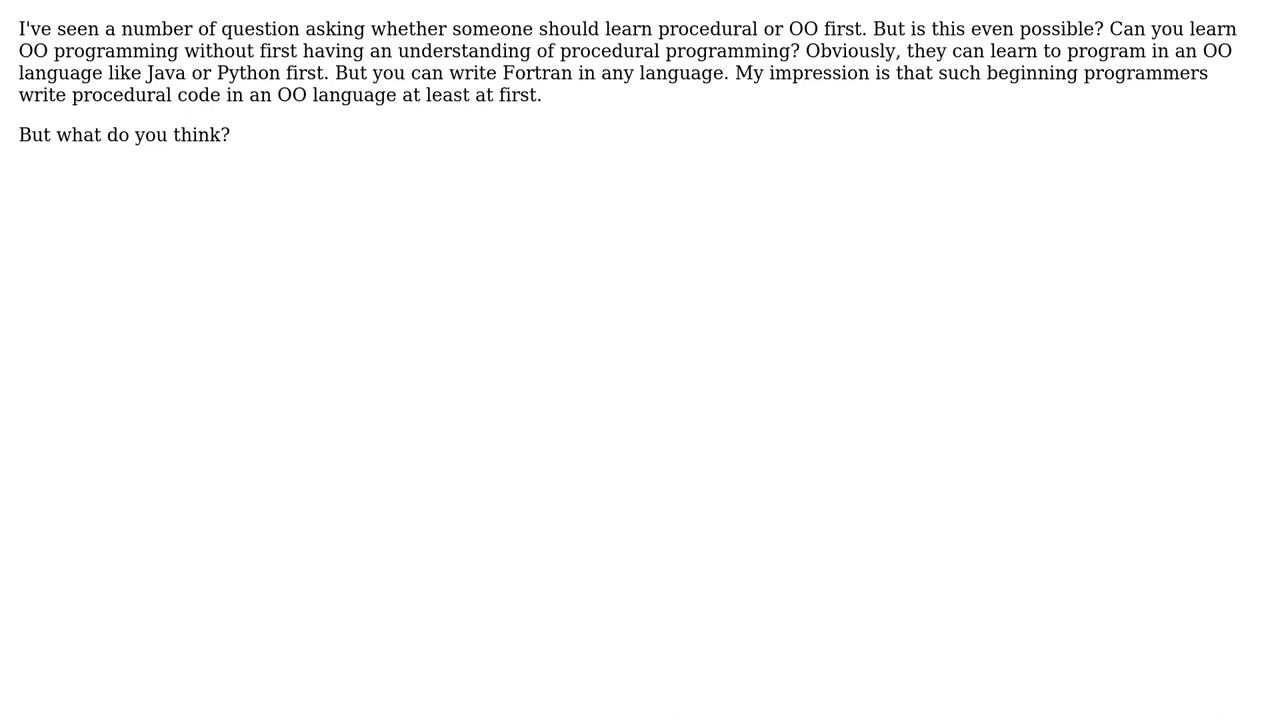 I've seen a number of question asking whether someone should learn procedural or OO first. But is this even possible? Can you learn
OO programming without first having an understanding of procedural programming? Obviously, they can learn to program in an OO
language like Java or Python first. But you can write Fortran in any language. My impression is that such beginning programmers
write procedural code in an OO language at least at first.
But what do you think?